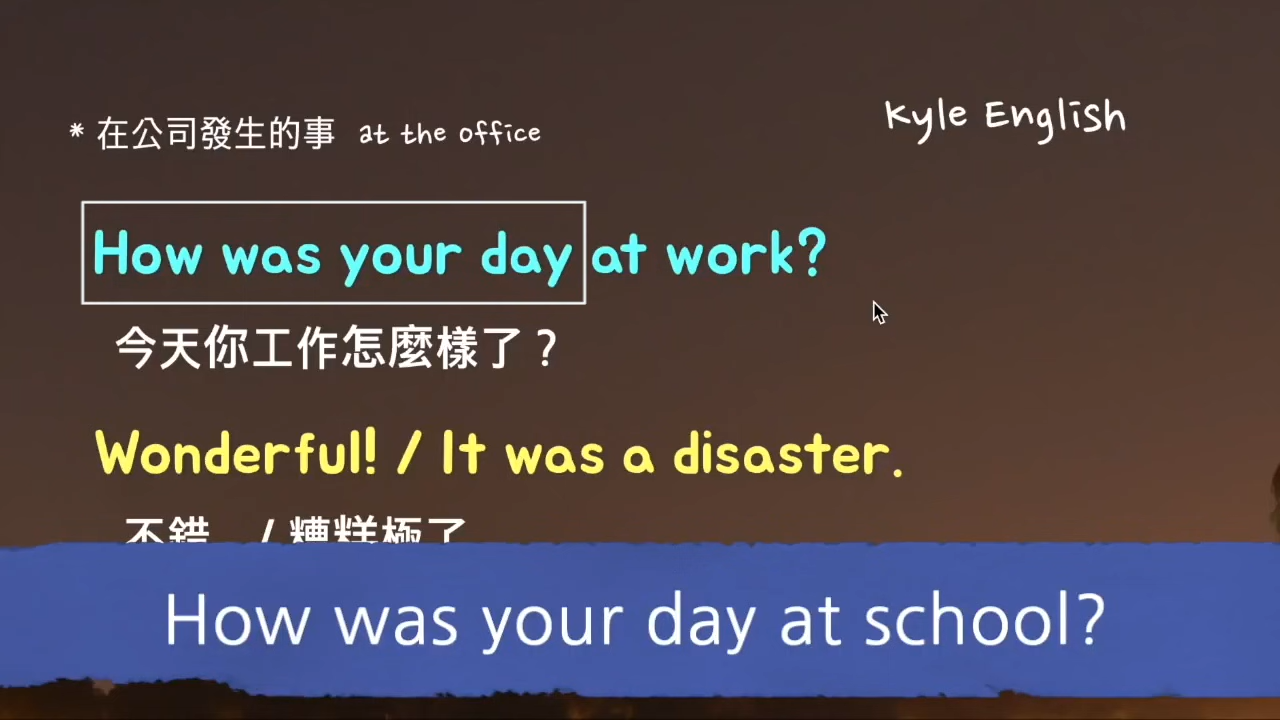 Kyle English
* 在公司發生的事 at the office
How was your day at work?
今天你工作怎麼樣了？
Wonderful! / It was a disaster.
不錯 / 糟糕極了
How was your day at school?